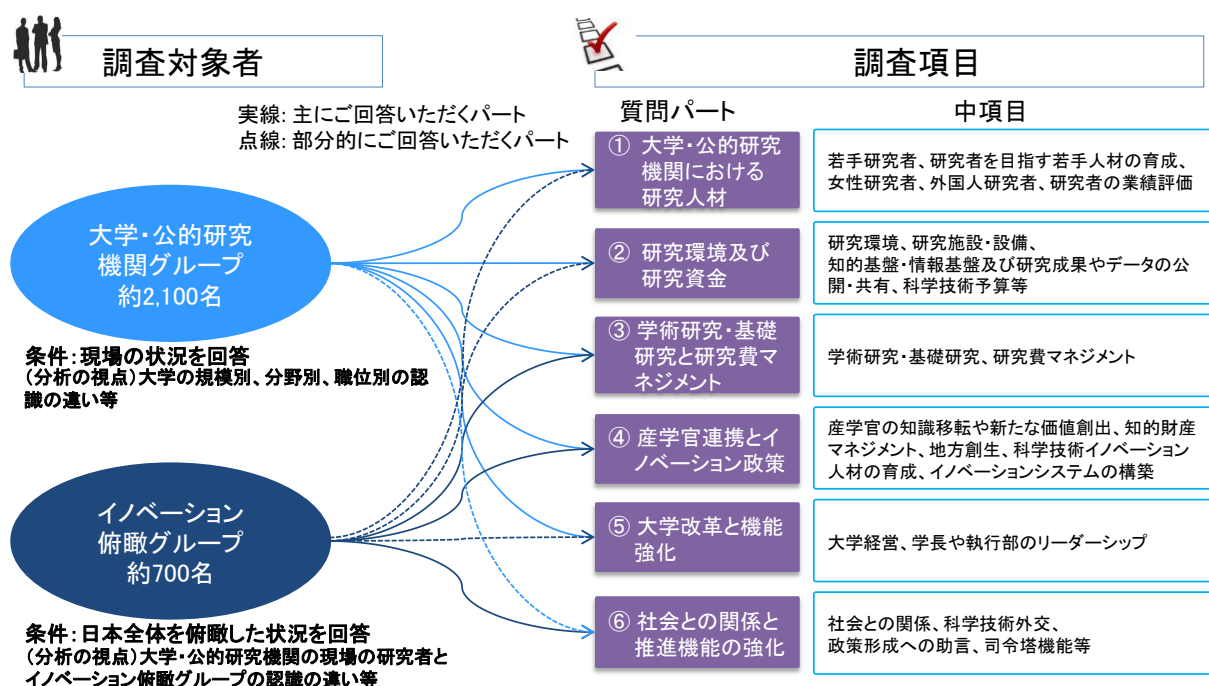 調査対象者
調査項目
実線: 主にご回答いただくパート
点線: 部分的にご回答いただくパート
質問パート
中項目
大学・公的研究
機関グループ
約2,100名
条件:現場の状況を回答
(分析の視点)大学の規模別、分野別、職位別の認
識の違い等
イノベーション
俯瞰グループ
約700名
条件:日本全体を俯瞰した状況を回答
(分析の視点)大学・公的研究機関の現場の研究者と
イノベーション俯瞰グループの認識の違い等
① 大学・公的研究
機関における
研究人材
若手研究者、研究者を目指す若手人材の育成、
女性研究者、外国人研究者、研究者の業績評価
② 研究環境及び
研究資金
研究環境、研究施設・設備、
知的基盤・情報基盤及び研究成果やデータの公
開・共有、科学技術予算等
③ 学術研究・基礎
研究と研究費マ
ネジメント
学術研究・基礎研究、研究費マネジメント
④ 産学官連携とイ
ノベーション政策
産学官の知識移転や新たな価値創出、知的財産
マネジメント、地方創生、科学技術イノベーション
人材の育成、イノベーションシステムの構築
⑤ 大学改革と機能
強化
大学経営、学長や執行部のリーダーシップ
⑥ 社会との関係と
推進機能の強化
社会との関係、科学技術外交、
政策形成への助言、司令塔機能等